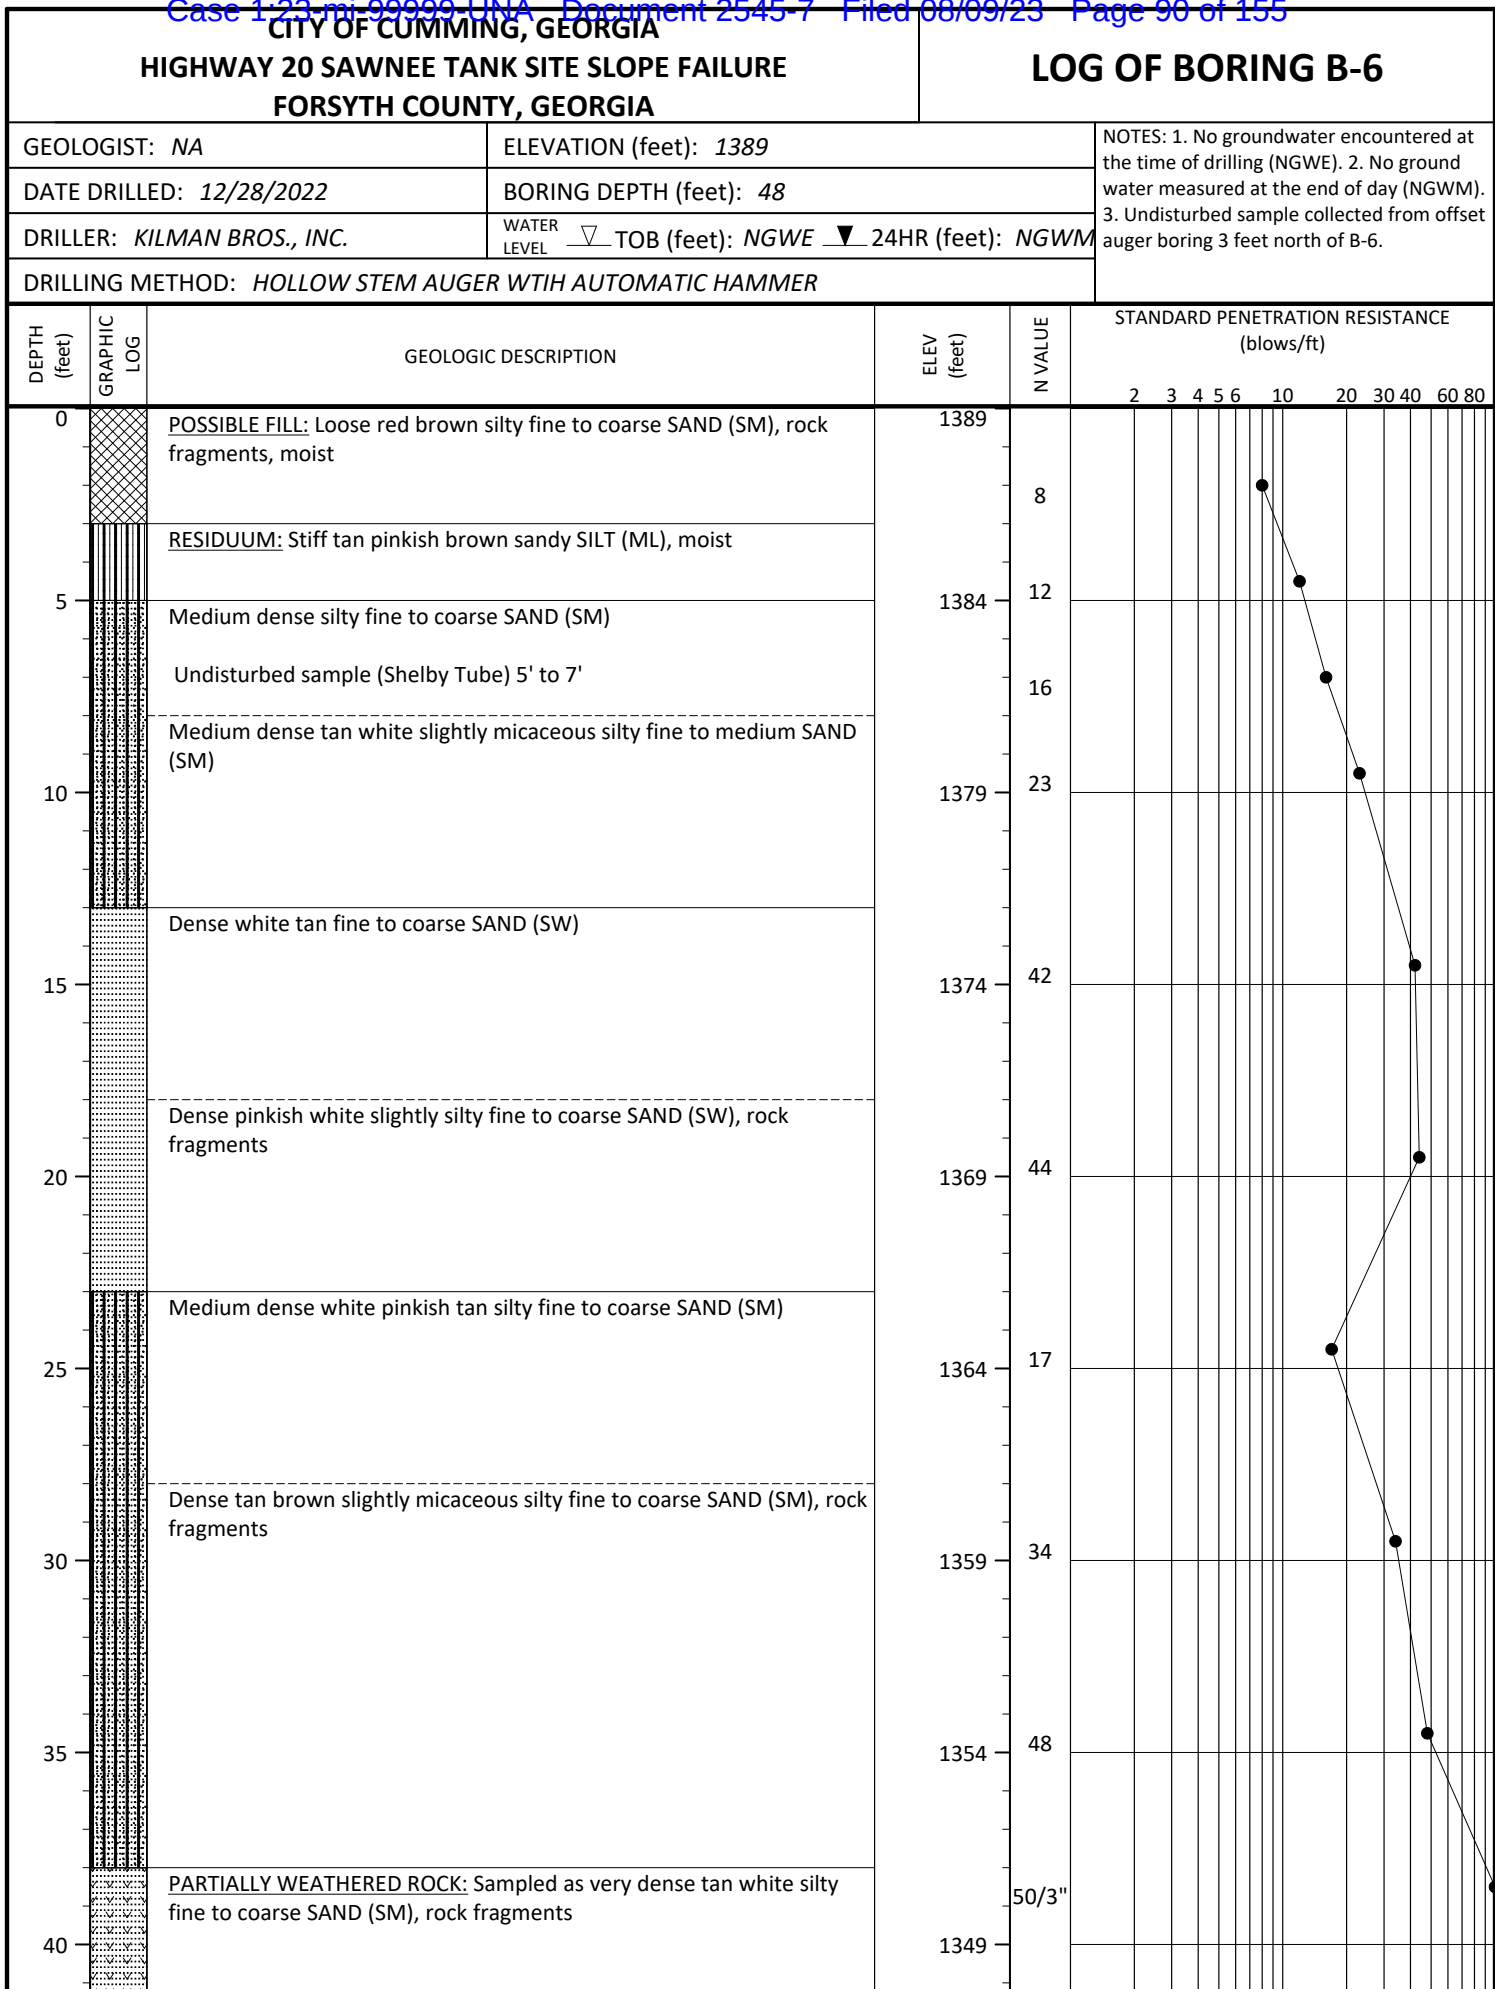 Case 1:23-mi-99999-UNA Document 2545-7 Filed 08/09/23 Page 90 of 155
CITY OF CUMMING, GEORGIA
HIGHWAY 20 SAWNEE TANK SITE SLOPE FAILURE
FORSYTH COUNTY, GEORGIA
LOG OF BORING B-6
GEOLOGIST: NA
ELEVATION (feet): 1389
DATE DRILLED: 12/28/2022
BORING DEPTH (feet): 48
DRILLER: KILMAN BROS., INC.
WATER
LEVEL
TOB (feet): NGWE
24HR (feet): NGWM
DRILLING METHOD: HOLLOW STEM AUGER WTIH AUTOMATIC HAMMER
NOTES: 1. No groundwater encountered at
the time of drilling (NGWE). 2. No ground
water measured at the end of day (NGWM).
3. Undisturbed sample collected from offset
auger boring 3 feet north of B-6.
DEPTH
(feet)
GRAPHIC
LOG
GEOLOGIC DESCRIPTION
ELEV
(feet)
N VALUE
STANDARD PENETRATION RESISTANCE
(blows/ft)
2 3 4 5 6 10 20 30 40 60 80
0
POSSIBLE FILL: Loose red brown silty fine to coarse SAND (SM), rock
fragments, moist
1389
8
RESIDUUM: Stiff tan pinkish brown sandy SILT (ML), moist
12
5
1384
Medium dense silty fine to coarse SAND (SM)
Undisturbed sample (Shelby Tube) 5' to 7'
16
Medium dense tan white slightly micaceous silty fine to medium SAND
(SM)
23
10
1379
Dense white tan fine to coarse SAND (SW)
42
15
1374
Dense pinkish white slightly silty fine to coarse SAND (SW), rock
fragments
44
20
1369
Medium dense white pinkish tan silty fine to coarse SAND (SM)
17
25
1364
Dense tan brown slightly micaceous silty fine to coarse SAND (SM), rock
fragments
34
30
1359
48
35
1354
PARTIALLY WEATHERED ROCK: Sampled as very dense tan white silty
fine to coarse SAND (SM), rock fragments
50/3"
40
1349